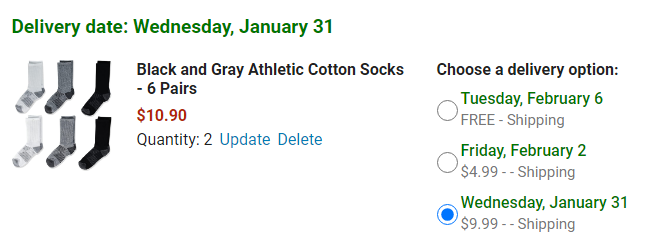 Delivery date: Wednesday, January 31
Black and Gray Athletic Cotton Socks
- 6 Pairs
$10.90
Quantity: 2 Update Delete
Choose a delivery option:
Tuesday, February 6
FREE - Shipping
Friday, February 2
$4.99 - - Shipping
Wednesday, January 31
$9.99 - - Shipping